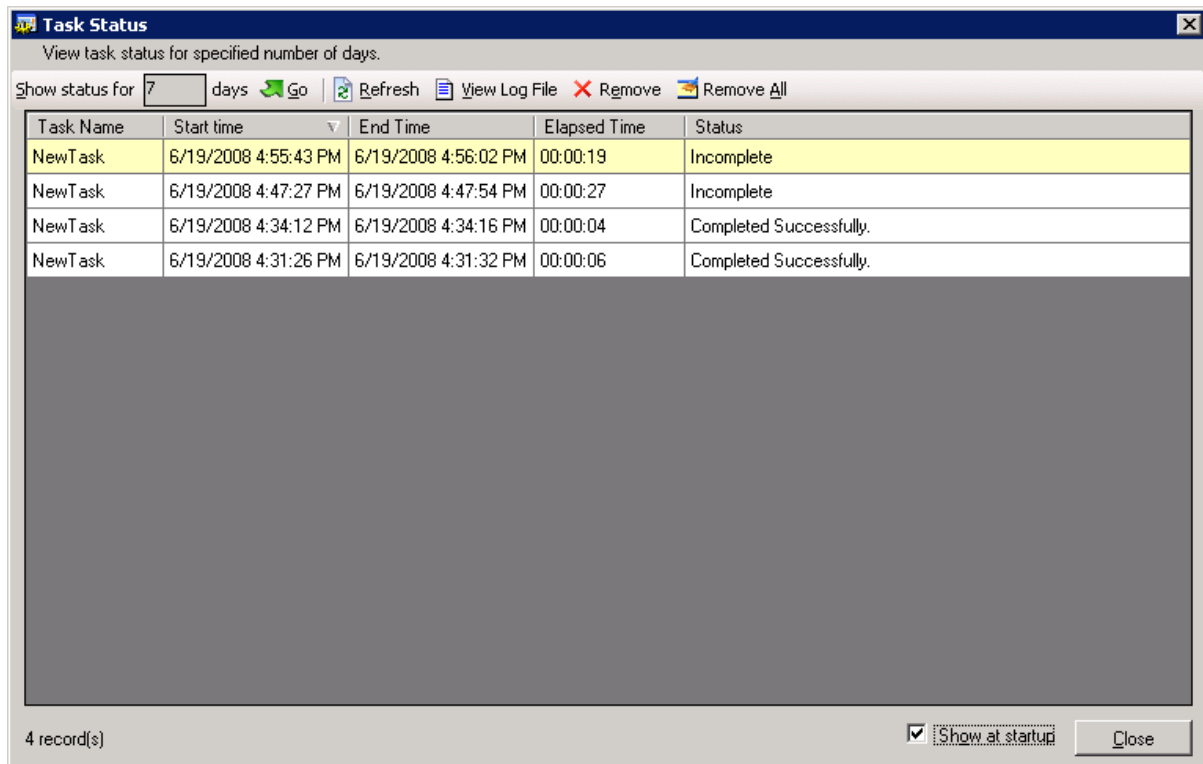 Task Status
View task status for specified number of days.
Show status for 7 days Go Refresh View Log File Remove Remove All
Task Name Start time End Time Elapsed Time Status
NewTask 6/19/2008 4:55:43 PM 6/19/2008 4:56:02 PM 00:00:19 Incomplete
NewTask 6/19/2008 4:47:27 PM 6/19/2008 4:47:54 PM 00:00:27 Incomplete
NewTask 6/19/2008 4:34:12 PM 6/19/2008 4:34:16 PM 00:00:04 Completed Successfully.
NewTask 6/19/2008 4:31:26 PM 6/19/2008 4:31:32 PM 00:00:06 Completed Successfully.
4 record(s) Show at startup Close